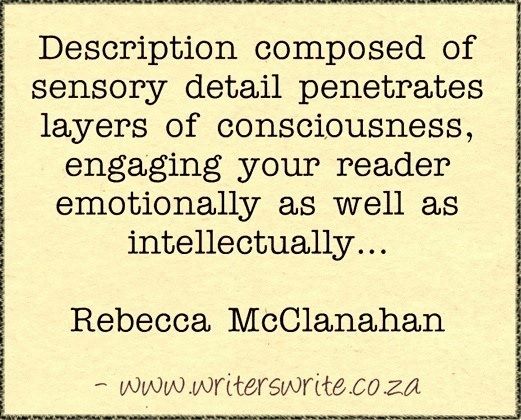 Description composed of
sensory detail penetrates
layers of consciousness,
engaging your reader
emotionally as well as
intellectually...
Rebecca McClanahan
- www.writerswrite.co.za